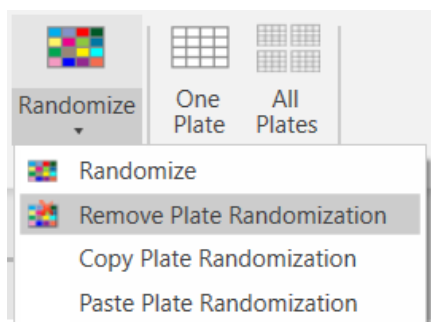 Randomize
One
Plate
All
Plates
Randomize
Remove Plate Randomization
Copy Plate Randomization
Paste Plate Randomization